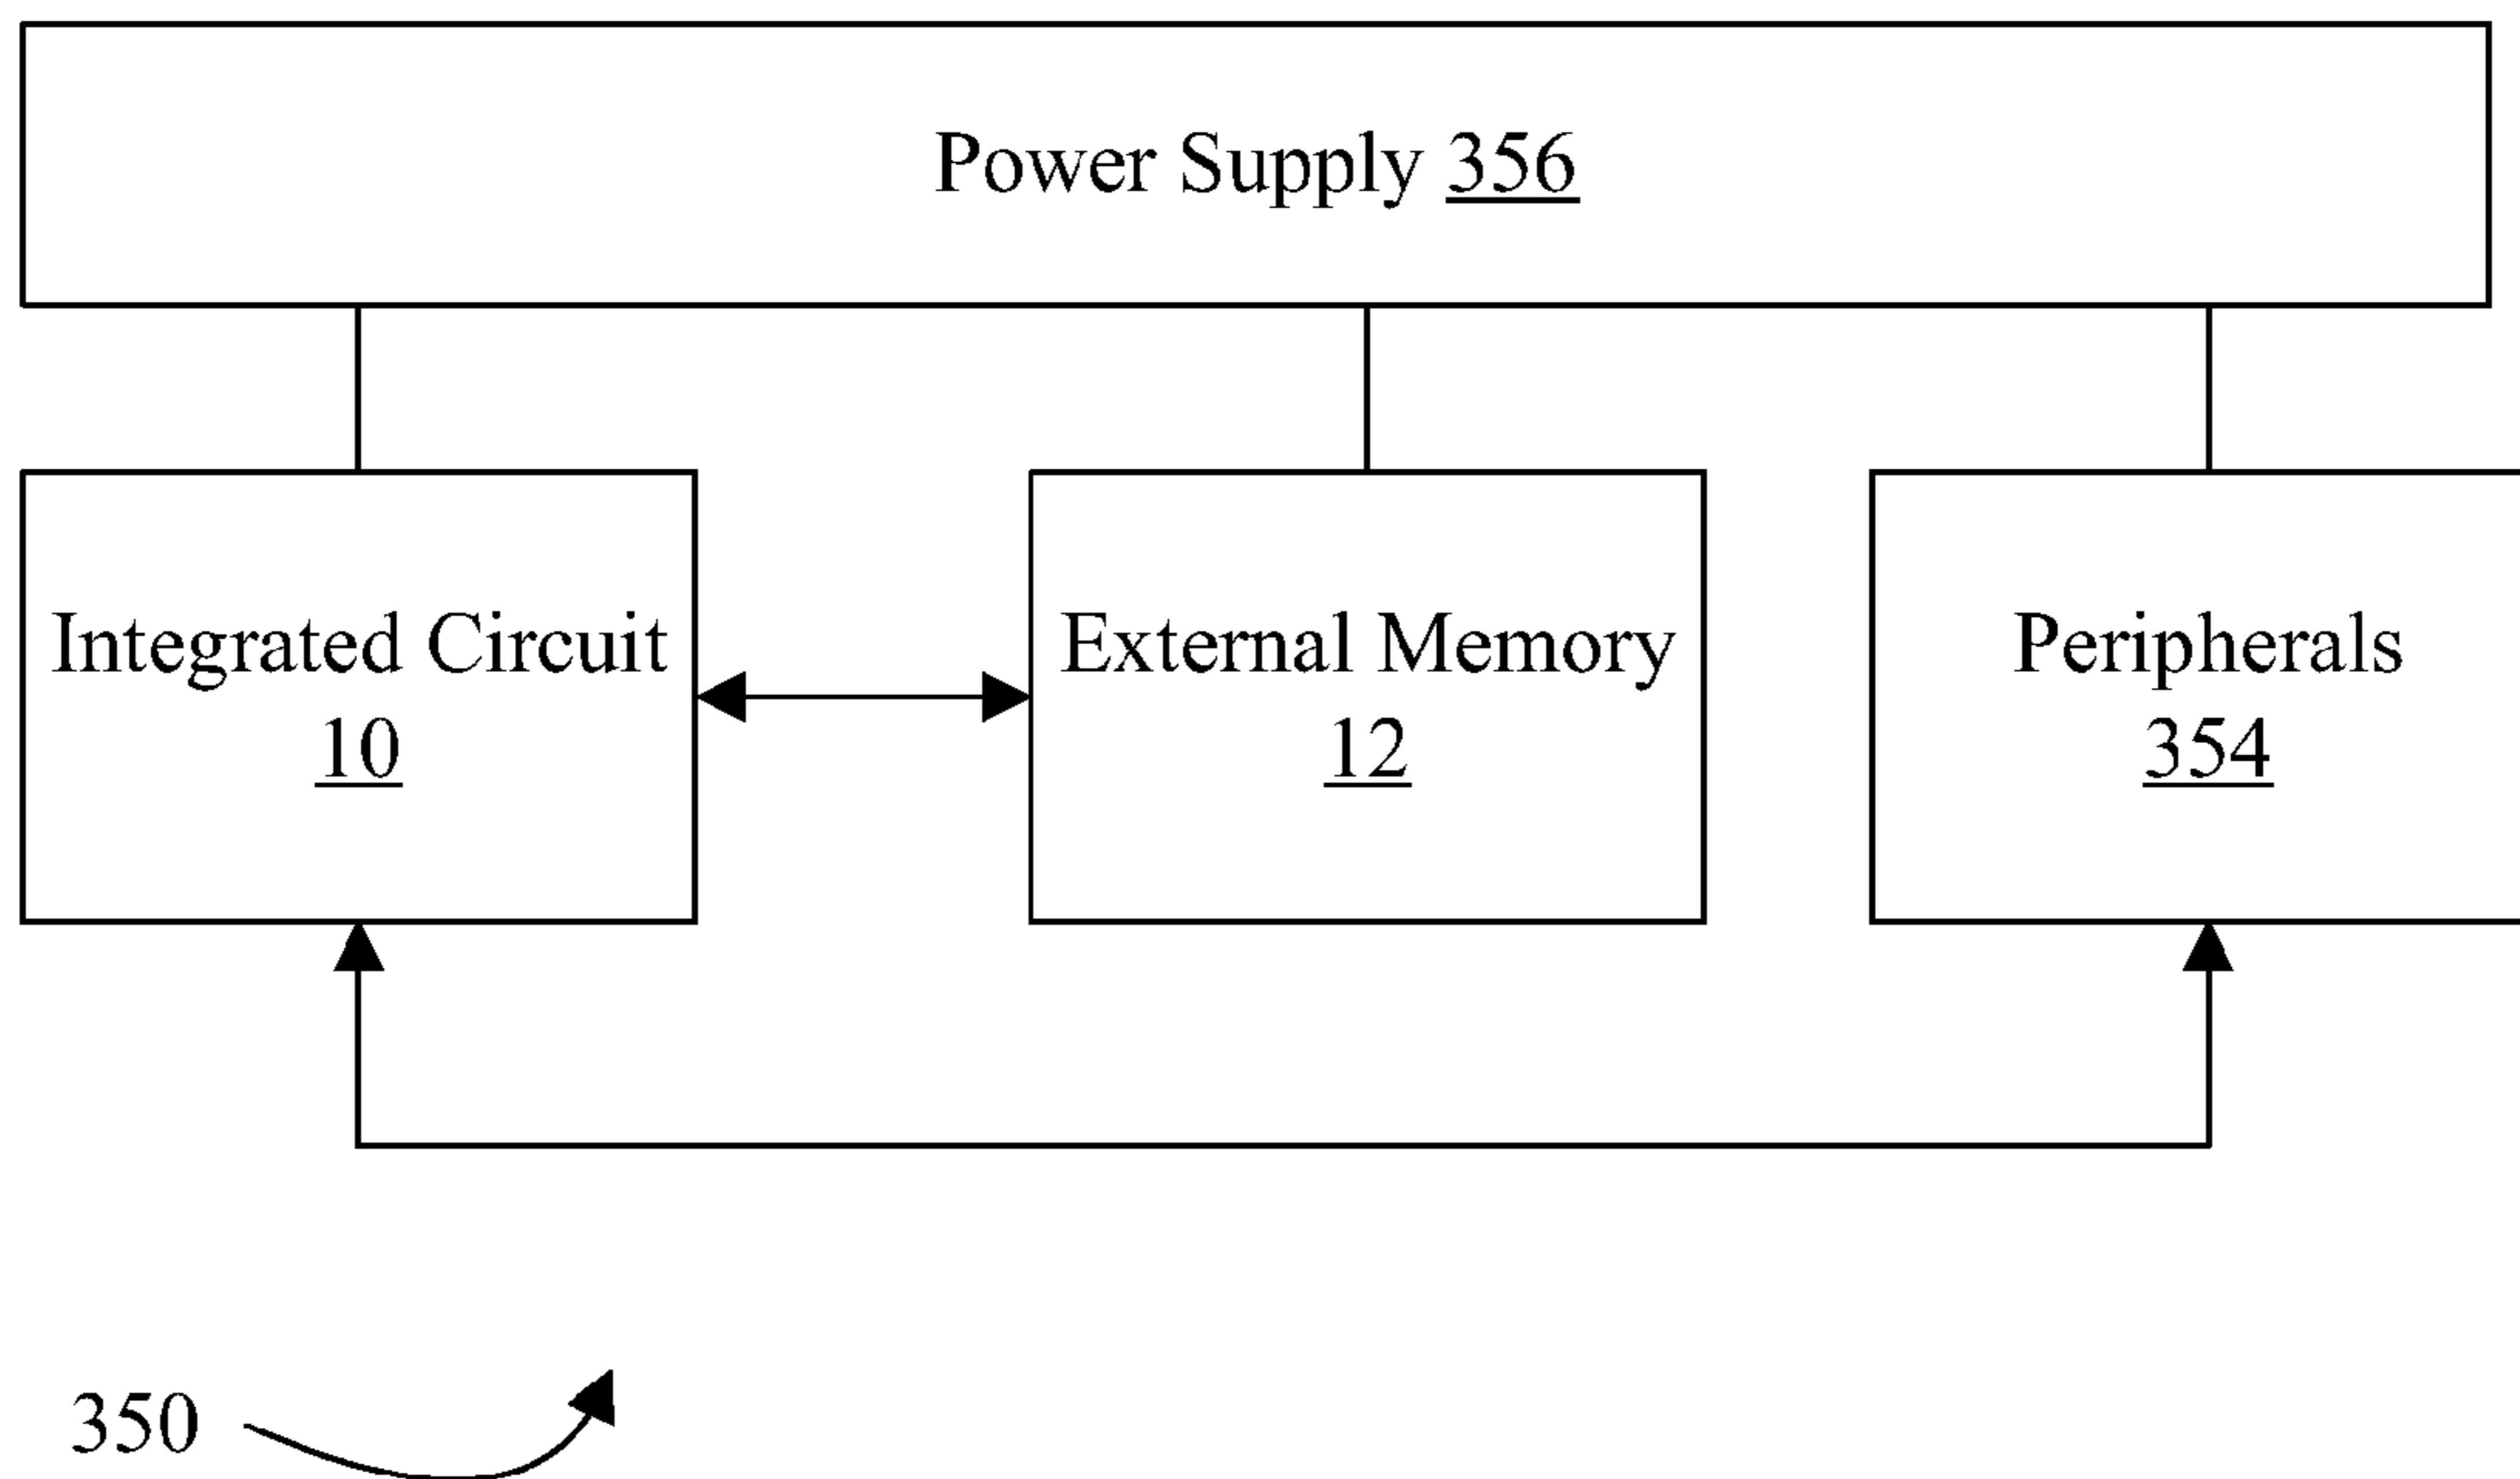 Power Supply 356
Integrated Circuit
10
External Memory
12
Peripherals
354
350